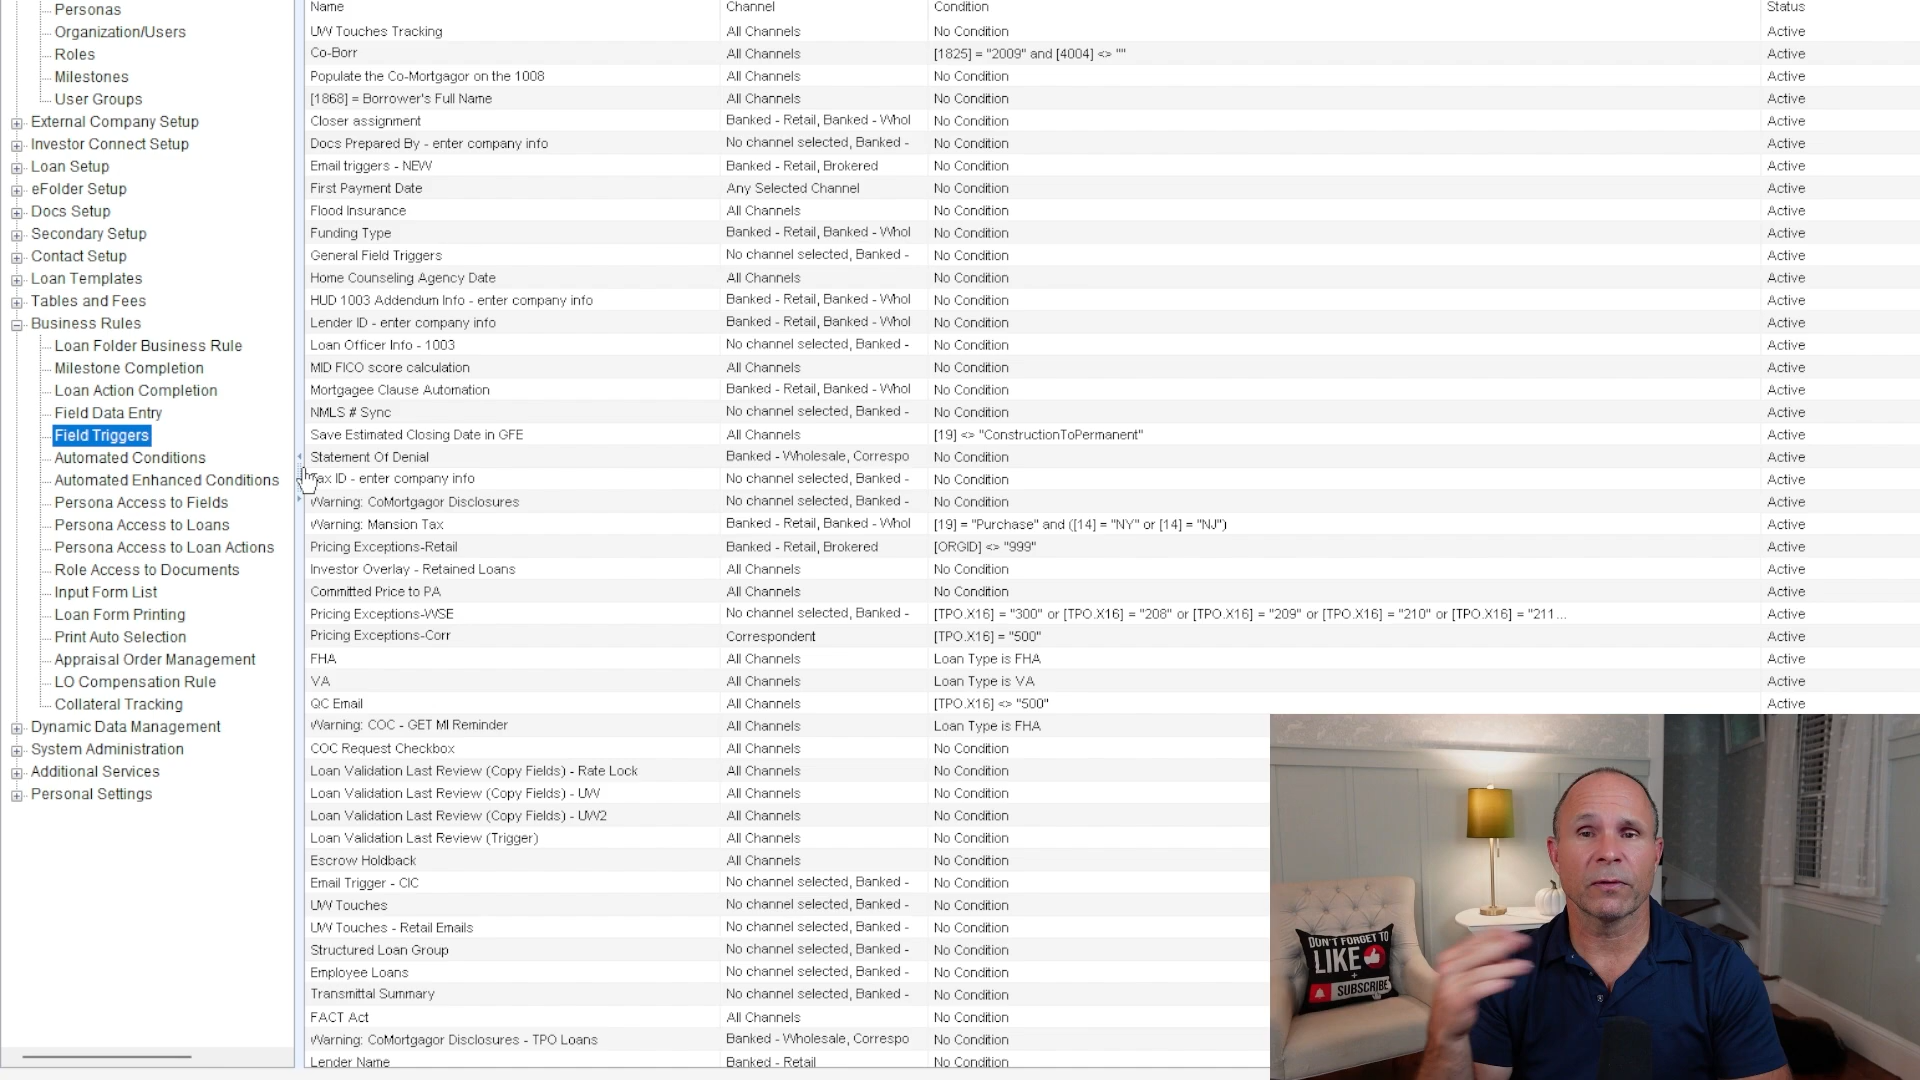 Personas
Organization/Users
Roles
Milestones
User Groups
External Company Setup
Investor Connect Setup
Loan Setup
eFolder Setup
Docs Setup
Secondary Setup
Contact Setup
Loan Templates
Tables and Fees
Business Rules
Loan Folder Business Rule
Milestone Completion
Loan Action Completion
Field Data Entry
Field Triggers
Automated Conditions
Automated Enhanced Conditions
Persona Access to Fields
Persona Access to Loans
Persona Access to Loan Actions
Role Access to Documents
Input Form List
Loan Form Printing
Print Auto Selection
Appraisal Order Management
LO Compensation Rule
Collateral Tracking
Dynamic Data Management
System Administration
Additional Services
Personal Settings
Name Channel Condition Status
UW Touches Tracking All Channels No Condition Active
Co-Borr All Channels [1825] = "2009" and [4004] <> "" Active
Populate the Co-Mortgagor on the 1008 All Channels No Condition Active
[1868] = Borrower's Full Name All Channels No Condition Active
Closer assignment Banked - Retail, Banked - Whol No Condition Active
Docs Prepared By - enter company info No channel selected, Banked - No Condition Active
Email triggers - NEW Banked - Retail, Brokered No Condition Active
First Payment Date Any Selected Channel No Condition Active
Flood Insurance All Channels No Condition Active
Funding Type Banked - Retail, Banked - Whol No Condition Active
General Field Triggers No channel selected, Banked - No Condition Active
Home Counseling Agency Date All Channels No Condition Active
HUD 1003 Addendum Info - enter company info Banked - Retail, Banked - Whol No Condition Active
Lender ID - enter company info Banked - Retail, Banked - Whol No Condition Active
Loan Officer Info - 1003 No channel selected, Banked - No Condition Active
MID FICO score calculation All Channels No Condition Active
Mortgagee Clause Automation Banked - Retail, Banked - Whol No Condition Active
NMLS # Sync No channel selected, Banked - No Condition Active
Save Estimated Closing Date in GFE All Channels [19] <> "ConstructionToPermanent" Active
Statement Of Denial Banked - Wholesale, Correspo No Condition Active
Tax ID - enter company info No channel selected, Banked - No Condition Active
Warning: CoMortgagor Disclosures No channel selected, Banked - No Condition Active
Warning: Mansion Tax Banked - Retail, Banked - Whol [19] = "Purchase" and ([14] = "NY" or [14] = "NJ") Active
Pricing Exceptions-Retail Banked - Retail, Brokered [ORGID] <> "999" Active
Investor Overlay - Retained Loans All Channels No Condition Active
Committed Price to PA All Channels No Condition Active
Pricing Exceptions-WSE No channel selected, Banked - [TPO.X16] = "300" or [TPO.X16] = "208" or [TPO.X16] = "209" or [TPO.X16] = "210" or [TPO.X16] = "211... Active
Pricing Exceptions-Corr Correspondent [TPO.X16] = "500" Active
FHA All Channels Loan Type is FHA Active
VA All Channels Loan Type is VA Active
QC Email All Channels [TPO.X16] <> "500" Active
Warning: COC - GET MI Reminder All Channels Loan Type is FHA
COC Request Checkbox All Channels No Condition
Loan Validation Last Review (Copy Fields) - Rate Lock All Channels No Condition
Loan Validation Last Review (Copy Fields) - UW All Channels No Condition
Loan Validation Last Review (Copy Fields) - UW2 All Channels No Condition
Loan Validation Last Review (Trigger) All Channels No Condition
Escrow Holdback All Channels No Condition
Email Trigger - CIC No channel selected, Banked - No Condition
UW Touches No channel selected, Banked - No Condition
UW Touches - Retail Emails No channel selected, Banked - No Condition
Structured Loan Group No channel selected, Banked - No Condition
Employee Loans No channel selected, Banked - No Condition
Transmittal Summary No channel selected, Banked - No Condition
FACT Act All Channels No Condition
Warning: CoMortgagor Disclosures - TPO Loans Banked - Wholesale, Correspo No Condition
Lender Name Banked - Retail No Condition
DON'T FORGET TO
LIKE
+
SUBSCRIBE